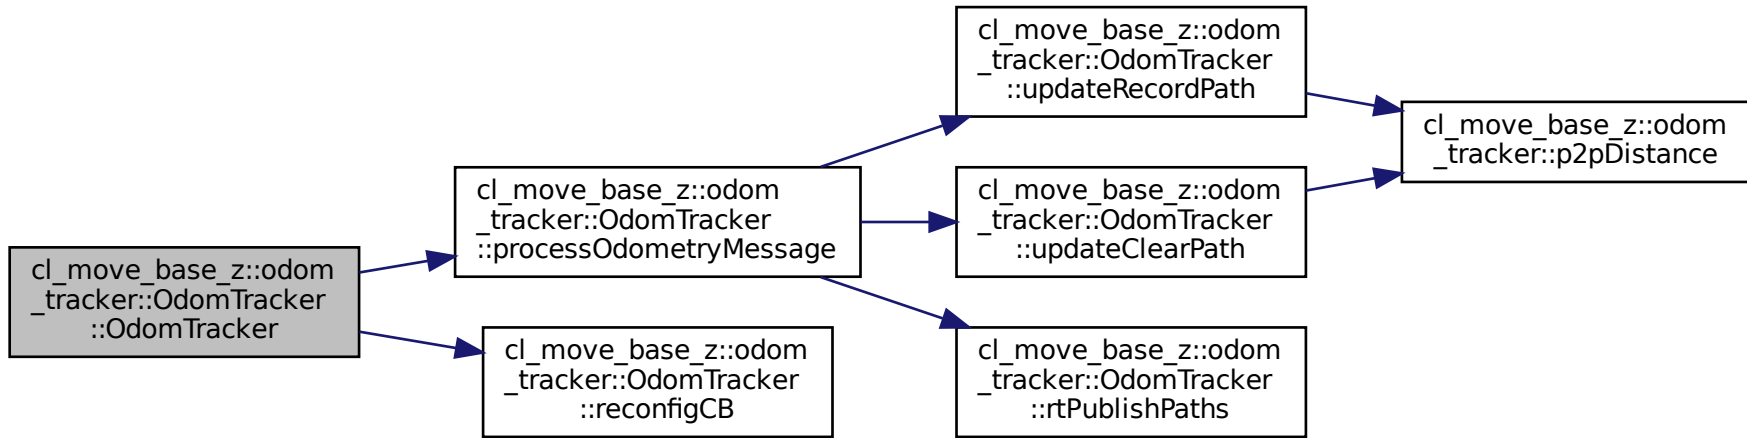 cl_move_base_z::odom
_tracker::OdomTracker
::OdomTracker
cl_move_base_z::odom
_tracker::OdomTracker
::processOdometryMessage
cl_move_base_z::odom
_tracker::OdomTracker
::reconfigCB
cl_move_base_z::odom
_tracker::OdomTracker
::updateRecordPath
cl_move_base_z::odom
_tracker::OdomTracker
::updateClearPath
cl_move_base_z::odom
_tracker::OdomTracker
::rtPublishPaths
cl_move_base_z::odom
_tracker::p2pDistance